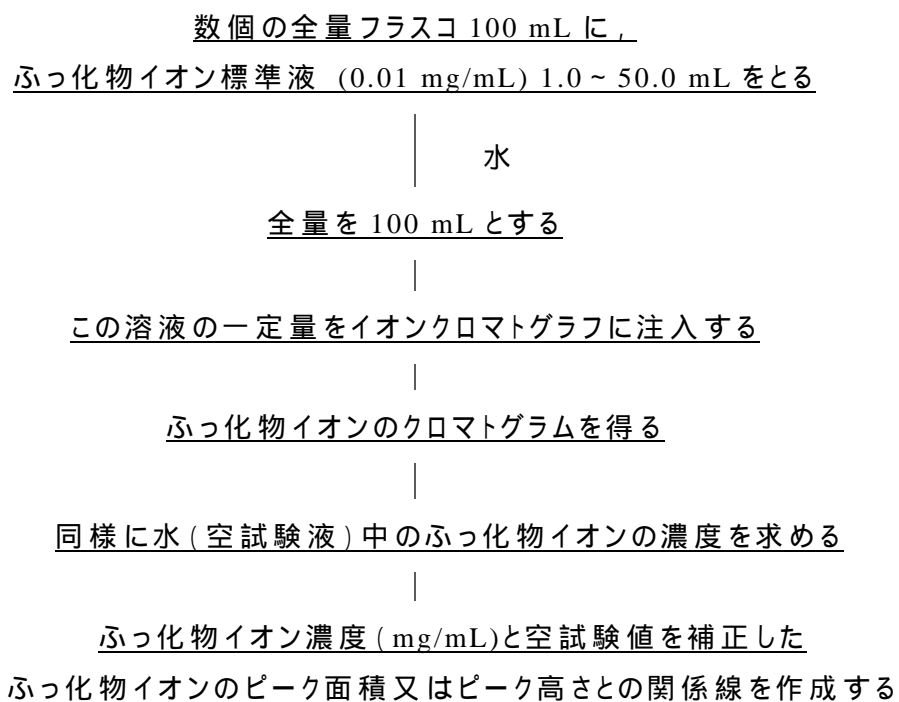 数個の全量フラスコ 100 mL に,
ふっ化物イオン標準液 (0.01 mg/mL) 1.0 ~ 50.0 mL をとる
水
全量を 100 mL とする
この溶液の一定量をイオンクロマトグラフに注入する
ふっ化物イオンのクロマトグラムを得る
同様に水(空試験液)中のふっ化物イオンの濃度を求める
ふっ化物イオン濃度(mg/mL)と空試験値を補正した
ふっ化物イオンのピーク面積又はピーク高さとの関係線を作成する